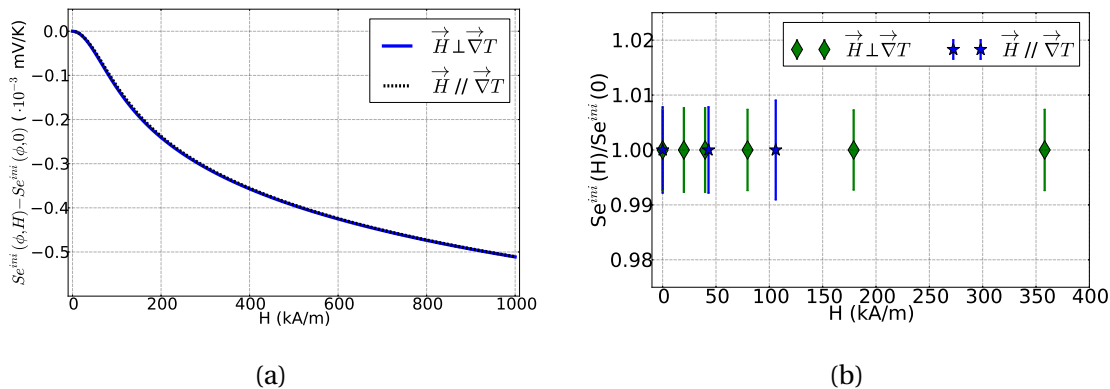 0.0
−0.1
−0.2
−0.3
−0.4
−0.5
0 200 400 600 800 1000
H (kA/m)
Se^{ini}(ϕ,H)−Se^{ini}(ϕ,0) (·10^{−3} mV/K)
H⃗ ⊥ ∇⃗T
H⃗ // ∇⃗T
(a)
1.02
1.01
1.00
0.99
0.98
0 50 100 150 200 250 300 350 400
H (kA/m)
Se^{ini}(H)/Se^{ini}(0)
H⃗ ⊥ ∇⃗T H⃗ // ∇⃗T
(b)